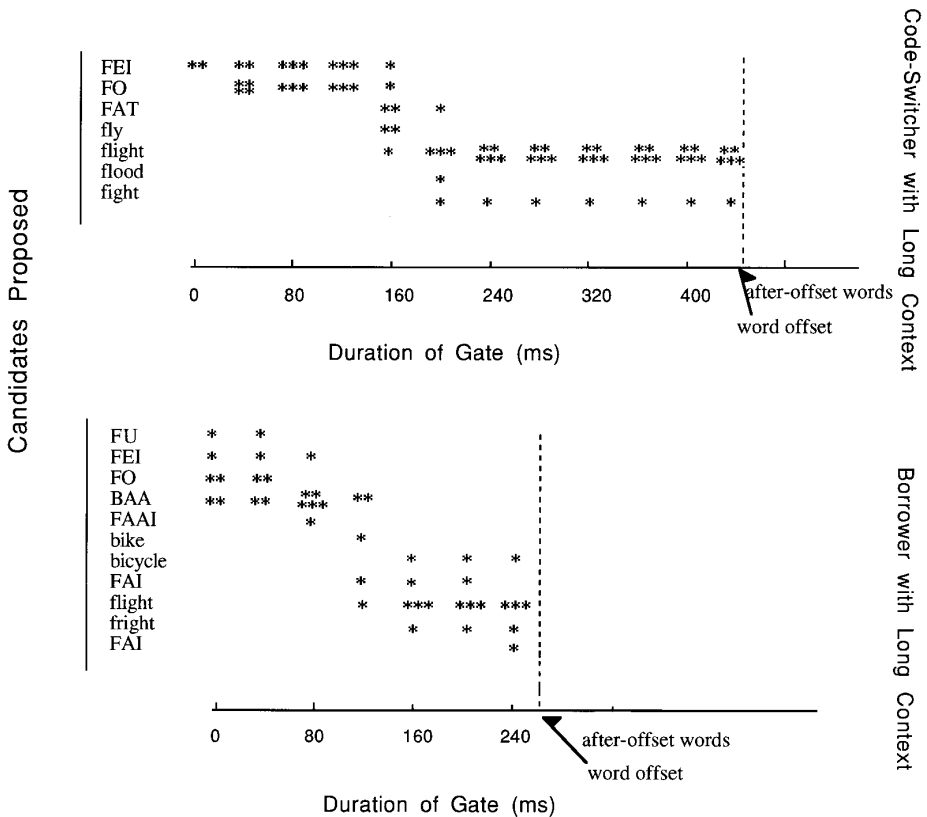 Candidates Proposed
Code-Switcher with Long Context
FEI ** ** *** *** *
FO **** *** *** *
FAT ** *
fly **
flight * *** ***** ***** ***** ***** ***** *****
flood *
fight * * * * * * *
0 80 160 240 320 400
after-offset words
word offset
Duration of Gate (ms)
Borrower with Long Context
FU * *
FEI * * *
FO ** **
BAA ** ** ***** **
FAAI *
bike *
bicycle * * *
FAI * * *
flight * *** *** ***
fright * * *
FAI *
0 80 160 240
after-offset words
word offset
Duration of Gate (ms)